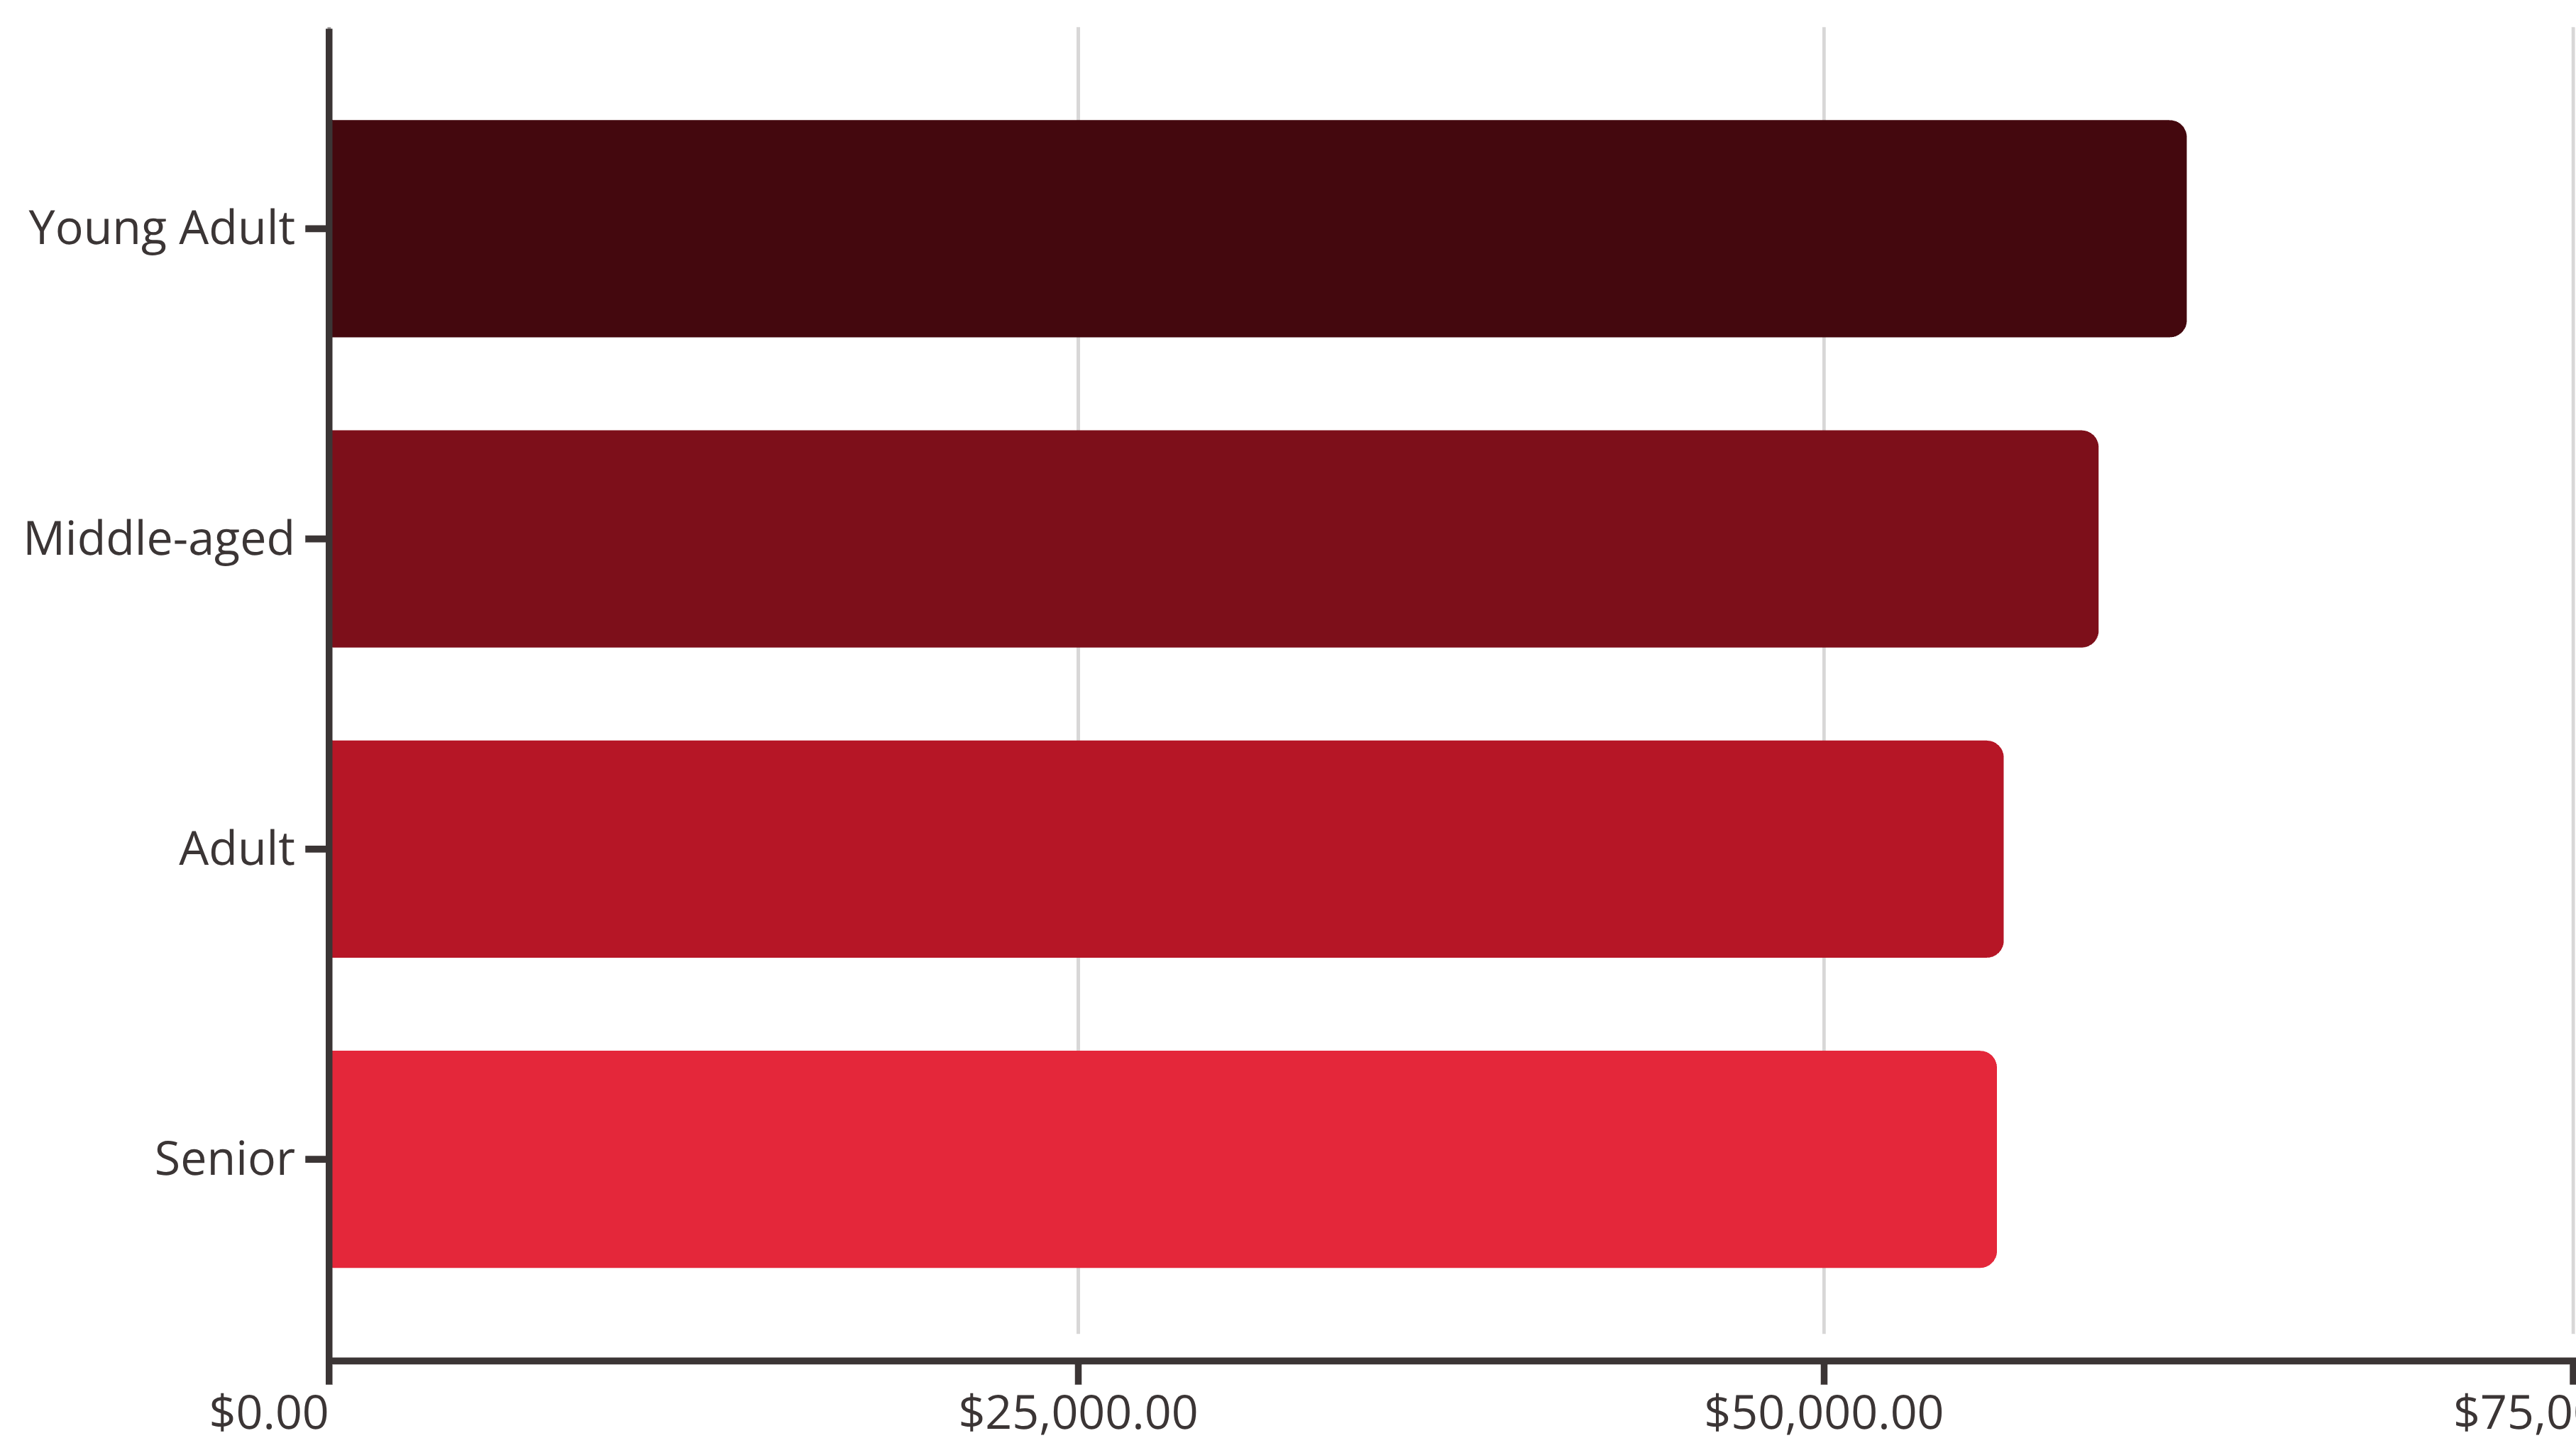 Young Adult
Middle-aged
Adult
Senior
$0.00 $25,000.00 $50,000.00 $75,0